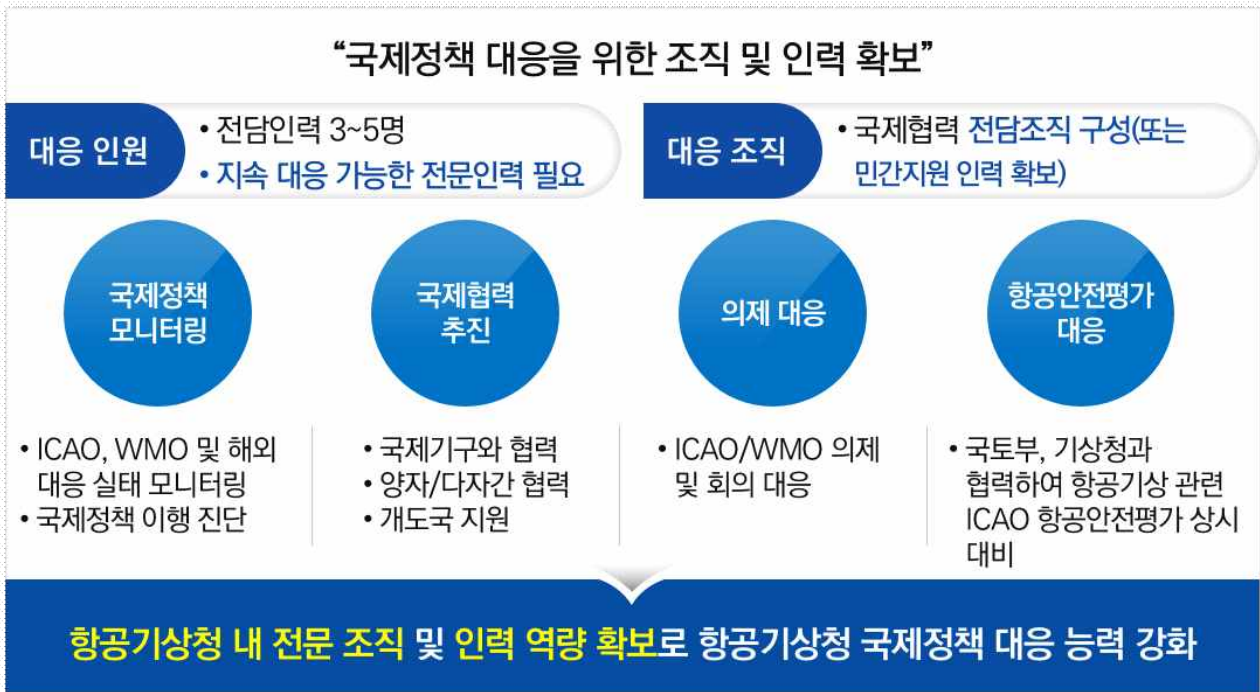 “국제정책 대응을 위한 조직 및 인력 확보”
대응 인원
• 전담인력 3~5명
• 지속 대응 가능한 전문인력 필요
대응 조직
• 국제협력 전담조직 구성(또는
민간지원 인력 확보)
국제정책
모니터링
국제협력
추진
의제 대응
항공안전평가
대응
• ICAO, WMO 및 해외
대응 실태 모니터링
• 국제정책 이행 진단
• 국제기구와 협력
• 양자/다자간 협력
• 개도국 지원
• ICAO/WMO 의제
및 회의 대응
• 국토부, 기상청과
협력하여 항공기상 관련
ICAO 항공안전평가 상시
대비
항공기상청 내 전문 조직 및 인력 역량 확보로 항공기상청 국제정책 대응 능력 강화